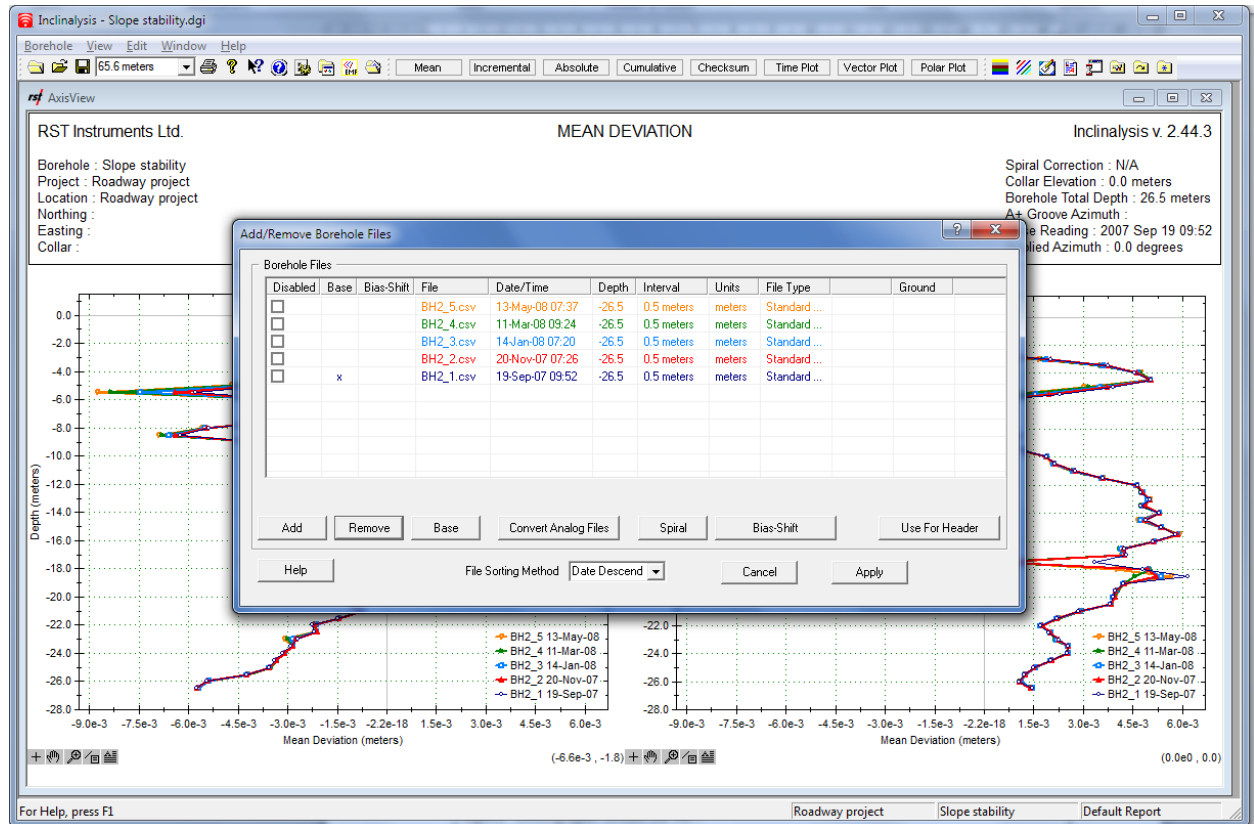 Inclinalysis - Slope stability.dgi
Borehole View Edit Window Help
65.6 meters Mean Incremental Absolute Cumulative Checksum Time Plot Vector Plot Polar Plot
rst AxisView
RST Instruments Ltd. MEAN DEVIATION Inclinalysis v. 2.44.3
Borehole : Slope stability
Project : Roadway project
Location : Roadway project
Northing :
Easting :
Collar :
Spiral Correction : N/A
Collar Elevation : 0.0 meters
Borehole Total Depth : 26.5 meters
A+ Groove Azimuth :
e Reading : 2007 Sep 19 09:52
lied Azimuth : 0.0 degrees
Add/Remove Borehole Files
Borehole Files
Disabled Base Bias-Shift File Date/Time Depth Interval Units File Type Ground
BH2_5.csv 13-May-08 07:37 -26.5 0.5 meters meters Standard ...
BH2_4.csv 11-Mar-08 09:24 -26.5 0.5 meters meters Standard ...
BH2_3.csv 14-Jan-08 07:20 -26.5 0.5 meters meters Standard ...
BH2_2.csv 20-Nov-07 07:26 -26.5 0.5 meters meters Standard ...
x BH2_1.csv 19-Sep-07 09:52 -26.5 0.5 meters meters Standard ...
Add Remove Base Convert Analog Files Spiral Bias-Shift Use For Header
Help File Sorting Method Date Descend Cancel Apply
Depth (meters)
0.0
-2.0
-4.0
-6.0
-8.0
-10.0
-12.0
-14.0
-16.0
-18.0
-20.0
-22.0
-24.0
-26.0
-28.0
BH2_5 13-May-08
BH2_4 11-Mar-08
BH2_3 14-Jan-08
BH2_2 20-Nov-07
BH2_1 19-Sep-07
-9.0e-3 -7.5e-3 -6.0e-3 -4.5e-3 -3.0e-3 -1.5e-3 -2.2e-18 1.5e-3 3.0e-3 4.5e-3 6.0e-3
Mean Deviation (meters)
(-6.6e-3 , -1.8)
-22.0
-24.0
-26.0
-28.0
BH2_5 13-May-08
BH2_4 11-Mar-08
BH2_3 14-Jan-08
BH2_2 20-Nov-07
BH2_1 19-Sep-07
-9.0e-3 -7.5e-3 -6.0e-3 -4.5e-3 -3.0e-3 -1.5e-3 -2.2e-18 1.5e-3 3.0e-3 4.5e-3 6.0e-3
Mean Deviation (meters)
(0.0e0 , 0.0)
For Help, press F1 Roadway project Slope stability Default Report